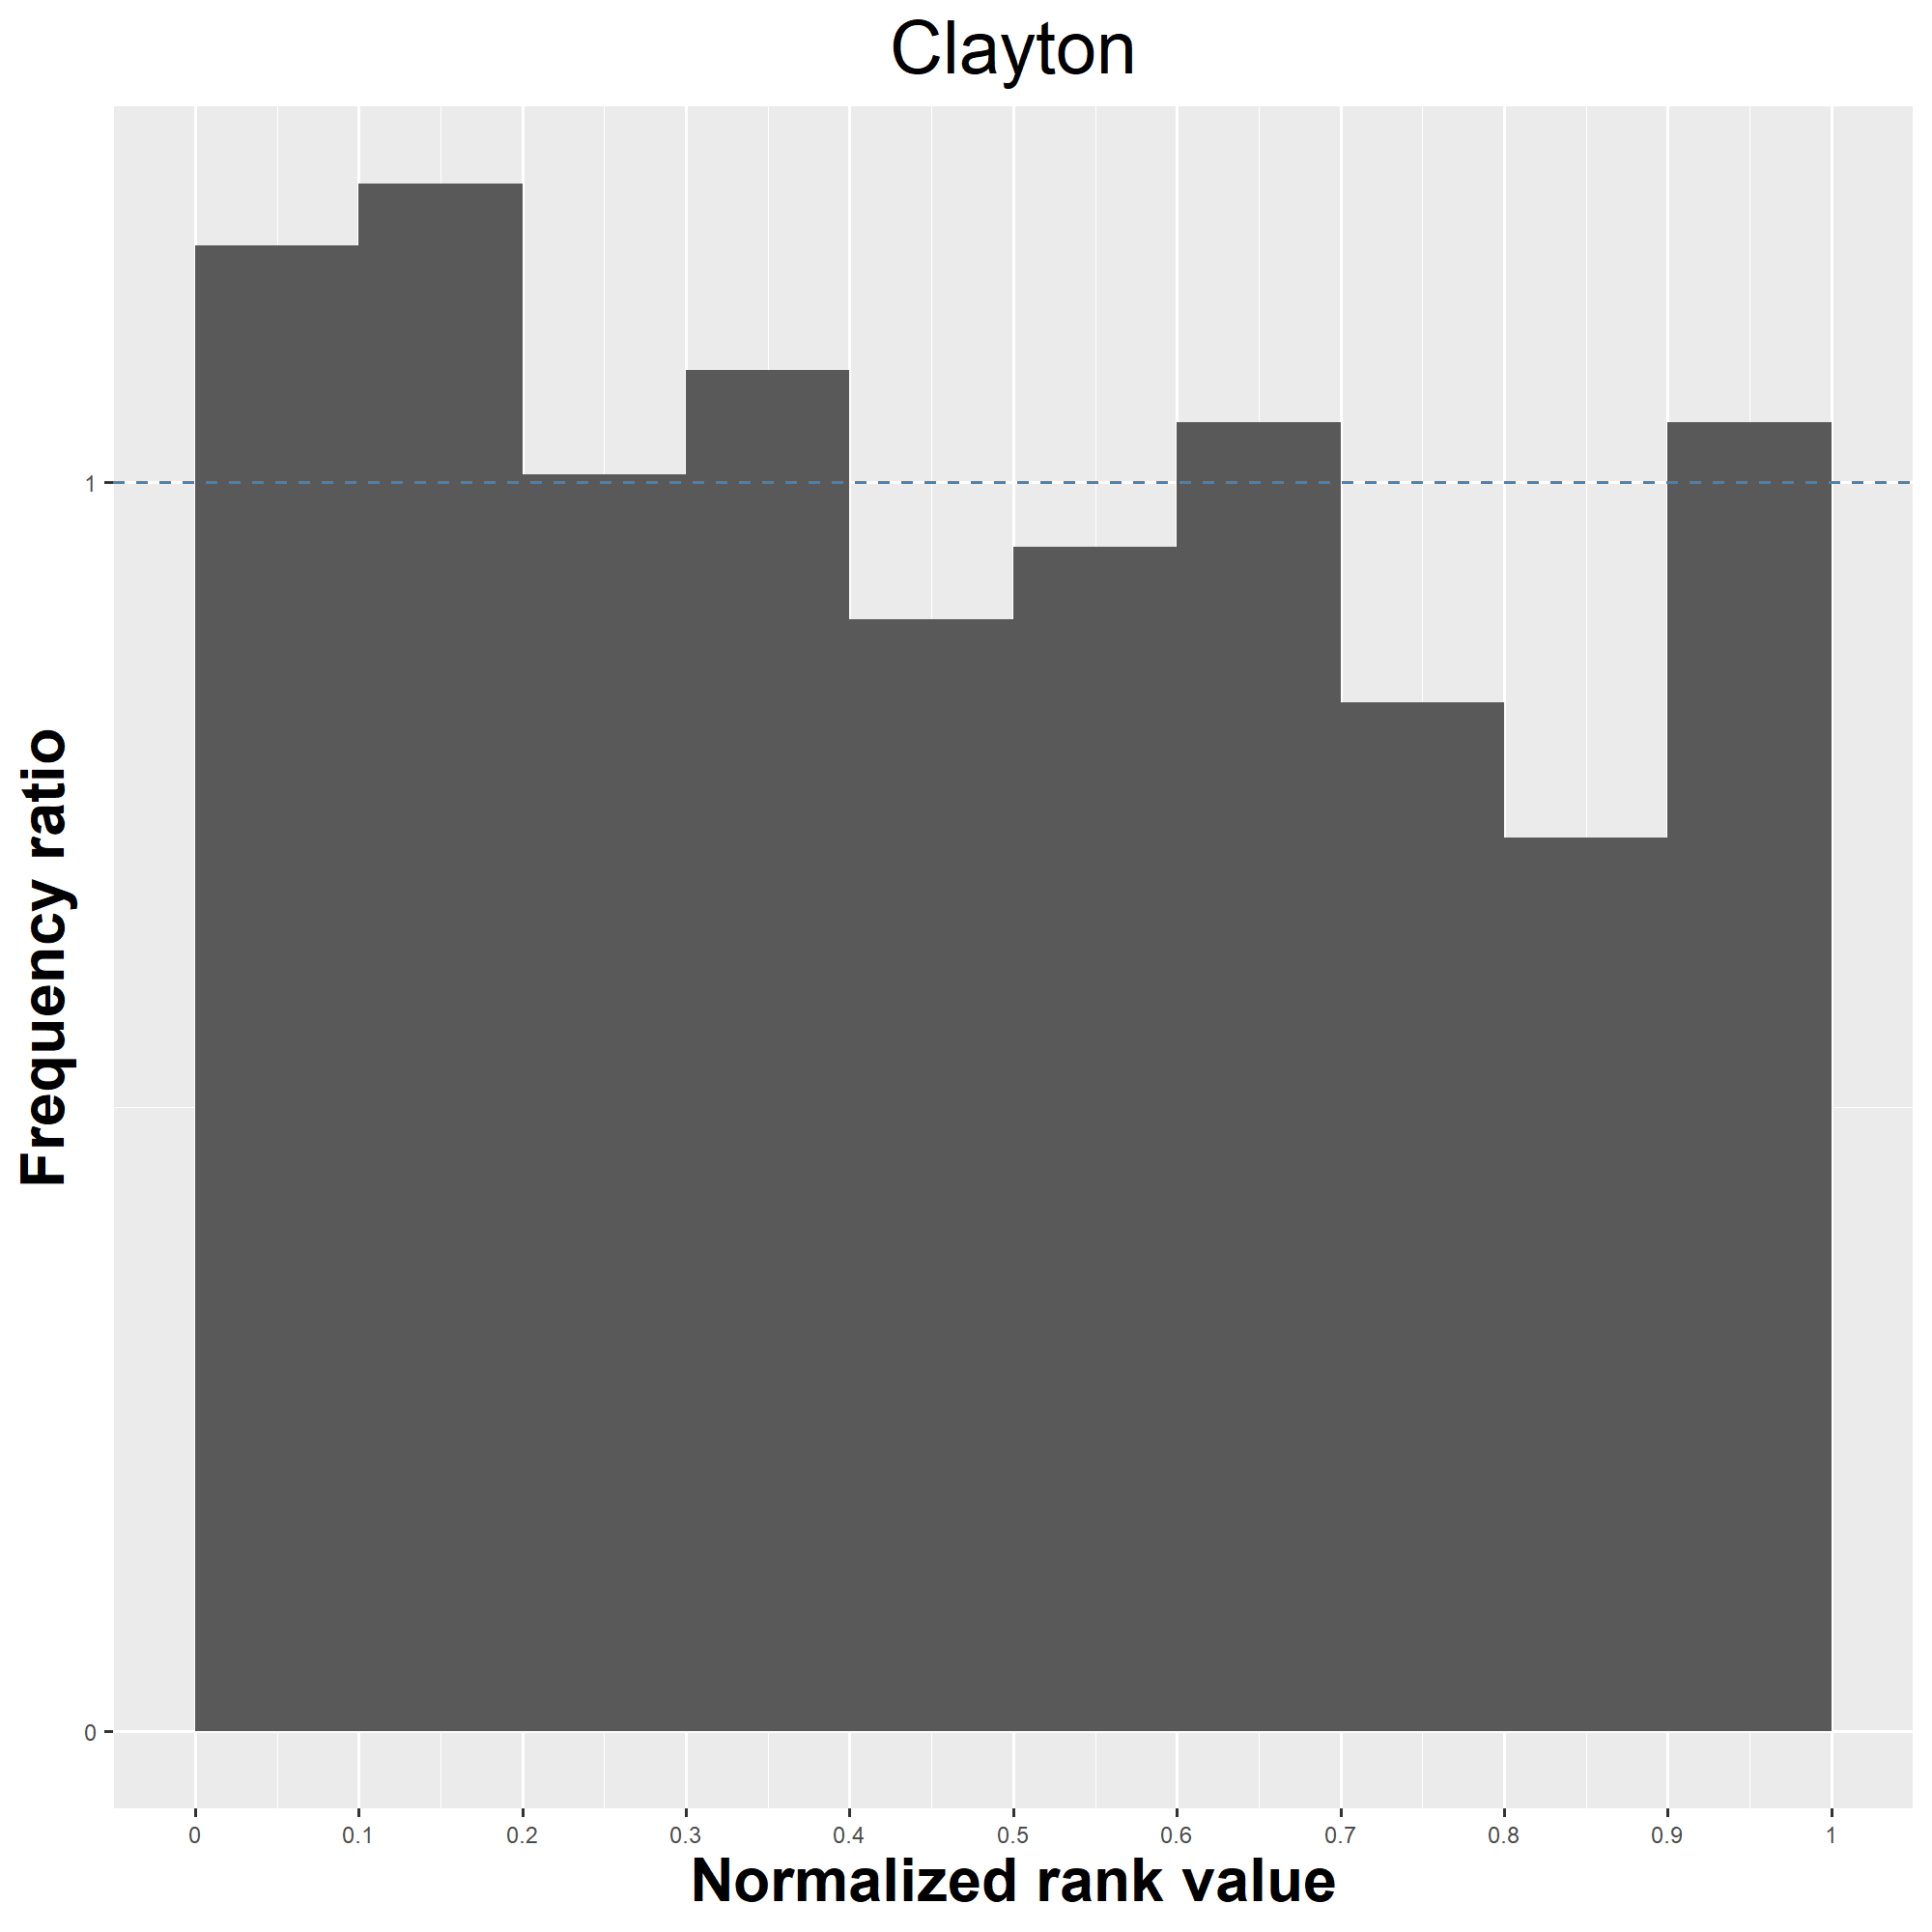 Clayton
Frequency ratio
1
0
0 0.1 0.2 0.3 0.4 0.5 0.6 0.7 0.8 0.9 1
Normalized rank value